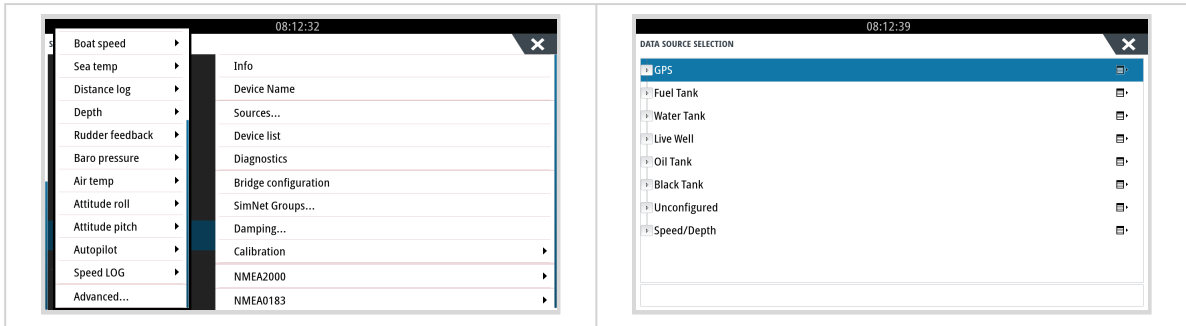 08:12:32
S
Boat speed
Sea temp
Distance log
Depth
Rudder feedback
Baro pressure
Air temp
Attitude roll
Attitude pitch
Autopilot
Speed LOG
Advanced...
Info
Device Name
Sources...
Device list
Diagnostics
Bridge configuration
SimNet Groups...
Damping...
Calibration
NMEA2000
NMEA0183
08:12:39
DATA SOURCE SELECTION
GPS
Fuel Tank
Water Tank
Live Well
Oil Tank
Black Tank
Unconfigured
Speed/Depth